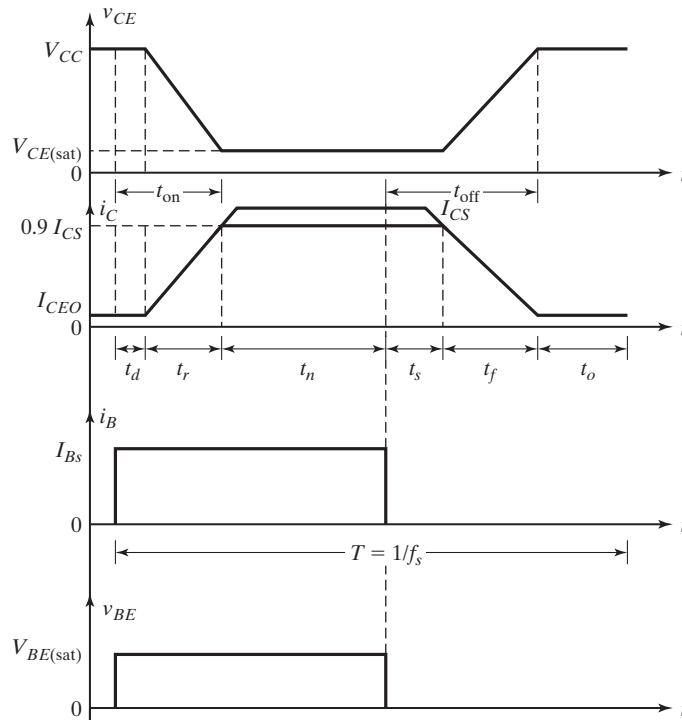 v_CE
V_CC
V_CE(sat)
0
t
t_on
t_off
i_C
I_CS
0.9 I_CS
I_CEO
0
t
t_d t_r t_n t_s t_f t_o
i_B
I_Bs
0
t
T = 1/f_s
v_BE
V_BE(sat)
0
t